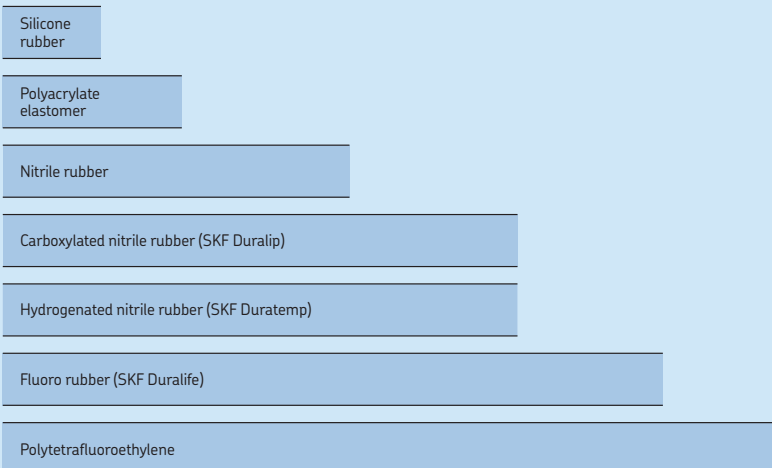 Silicone
rubber
Polyacrylate
elastomer
Nitrile rubber
Carboxylated nitrile rubber (SKF Duralip)
Hydrogenated nitrile rubber (SKF Duratemp)
Fluoro rubber (SKF Duralife)
Polytetrafluoroethylene